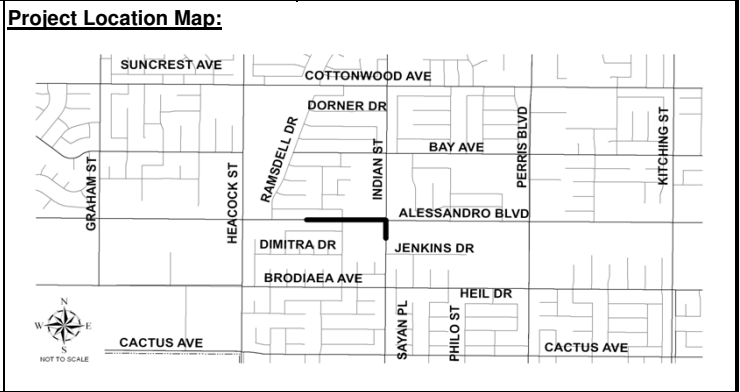 Project Location Map:
SUNCREST AVE
COTTONWOOD AVE
DORNER DR
RAMSDELL DR
INDIAN ST
BAY AVE
PERRIS BLVD
KITCHING ST
GRAHAM ST
HEACOCK ST
ALESSANDRO BLVD
DIMITRA DR
JENKINS DR
BRODIAEA AVE
HEIL DR
SAYAN PL
PHILO ST
N
W
E
S
NOT TO SCALE
CACTUS AVE
CACTUS AVE